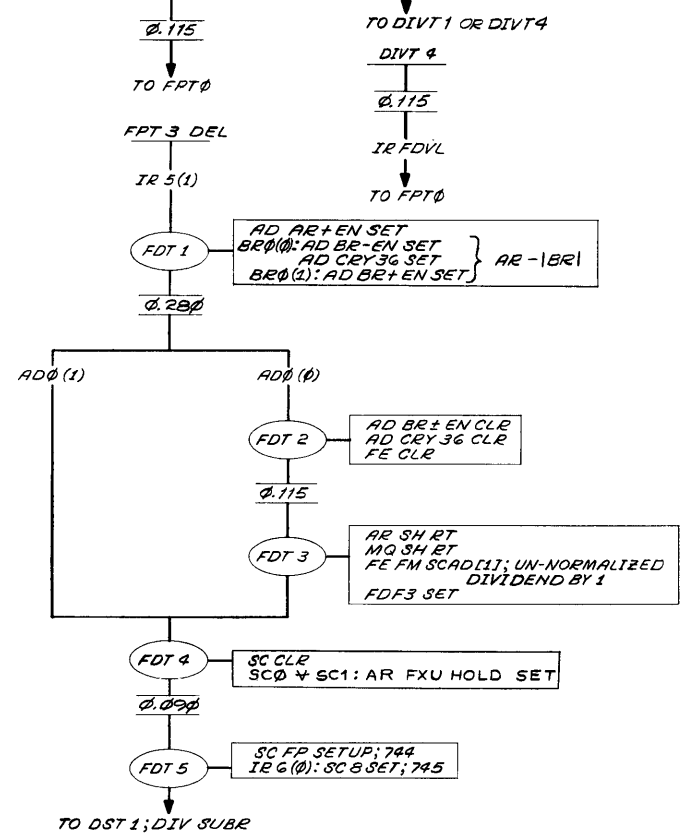 Ø.115
TO FPTØ
TO DIVT1 OR DIVT4
DIVT 4
Ø.115
IR FDVL
TO FPTØ
FPT 3 DEL
IR 5(1)
FDT 1
AD AR+EN SET
BRØ(Ø): AD BR-EN SET
AD CRY 36 SET
BRØ(1): AD BR+EN SET
} AR -|BR|
Ø.28Ø
ADØ (1)
ADØ (Ø)
FDT 2
AD BR± EN CLR
AD CRY 36 CLR
FE CLR
Ø.115
FDT 3
AR SH RT
MQ SH RT
FE FM SCAD[1]; UN-NORMALIZED
DIVIDEND BY 1
FDF3 SET
FDT 4
SC CLR
SCØ ⩝ SC1: AR FXU HOLD SET
Ø.Ø9Ø
FDT 5
SC FP SETUP; 744
IR 6(Ø): SC 8 SET; 745
TO DST 1; DIV SUBR